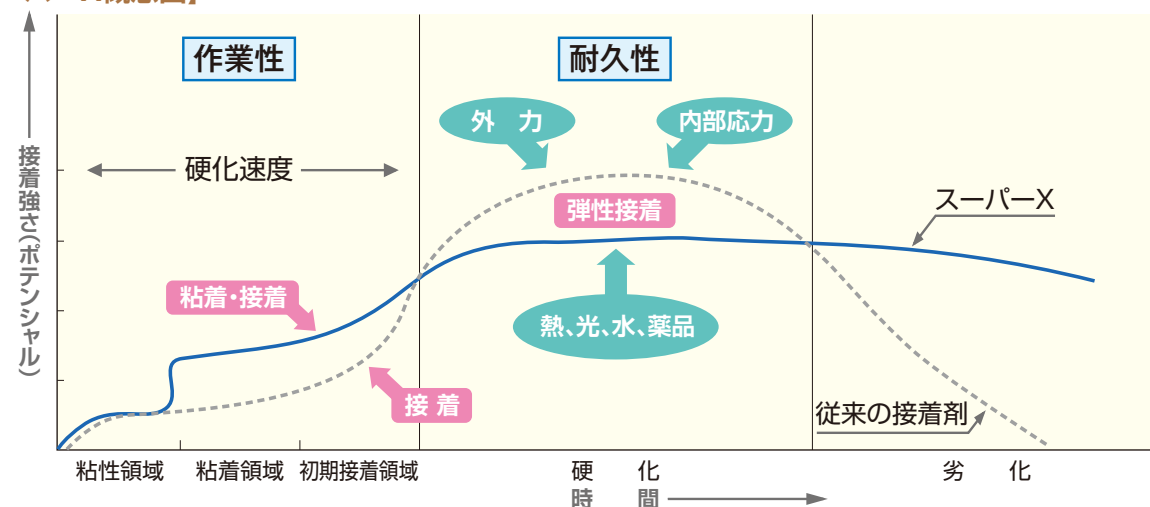 作業性
耐久性
外 力
内部応力
硬化速度
接着強さ(ポテンシャル)
弾性接着
スーパーX
粘着・接着
熱、光、水、薬品
接 着
従来の接着剤
粘性領域 粘着領域 初期接着領域 硬 化 劣 化
時 間